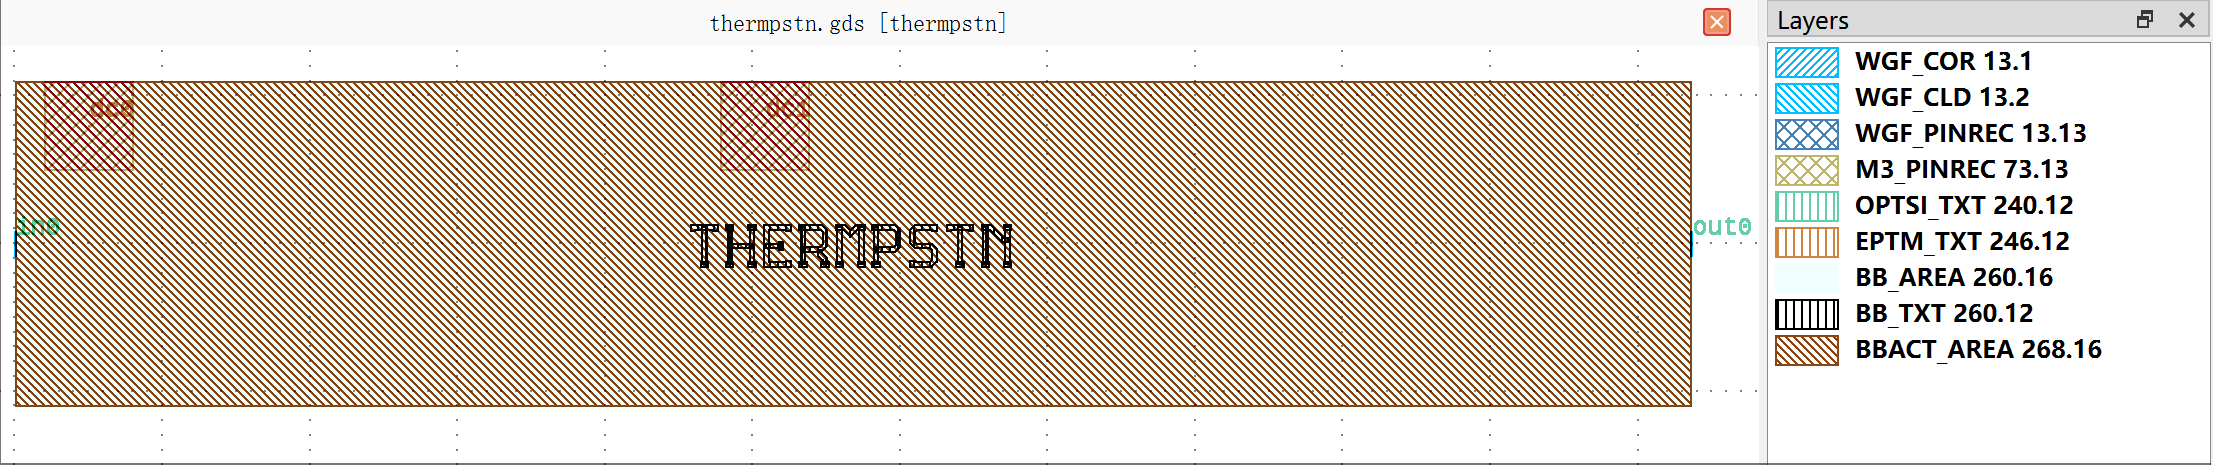 thermpstn.gds [thermpstn]
dc0
dc1
in0
THERMPSTN
out0
Layers
WGF_COR 13.1
WGF_CLD 13.2
WGF_PINREC 13.13
M3_PINREC 73.13
OPTSI_TXT 240.12
EPTM_TXT 246.12
BB_AREA 260.16
BB_TXT 260.12
BBACT_AREA 268.16